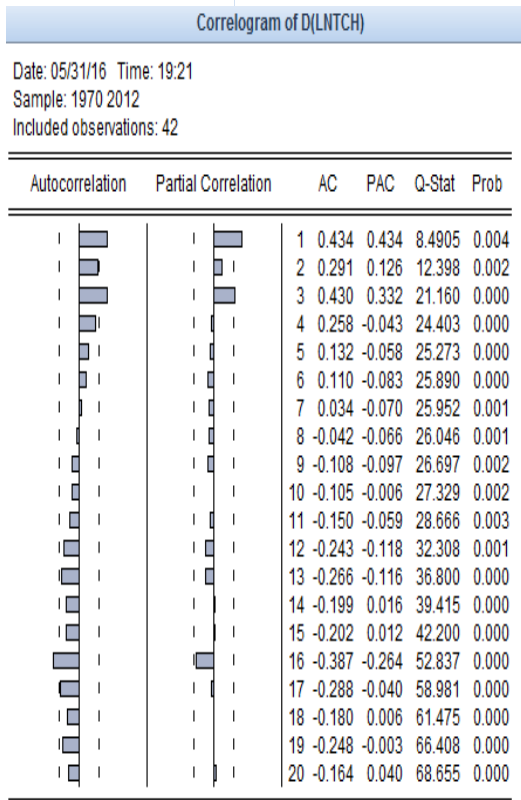 Correlogram of D(LNTCH)
Date: 05/31/16 Time: 19:21
Sample: 1970 2012
Included observations: 42
Autocorrelation Partial Correlation AC PAC Q-Stat Prob
1 0.434 0.434 8.4905 0.004
2 0.291 0.126 12.398 0.002
3 0.430 0.332 21.160 0.000
4 0.258 -0.043 24.403 0.000
5 0.132 -0.058 25.273 0.000
6 0.110 -0.083 25.890 0.000
7 0.034 -0.070 25.952 0.001
8 -0.042 -0.066 26.046 0.001
9 -0.108 -0.097 26.697 0.002
10 -0.105 -0.006 27.329 0.002
11 -0.150 -0.059 28.666 0.003
12 -0.243 -0.118 32.308 0.001
13 -0.266 -0.116 36.800 0.000
14 -0.199 0.016 39.415 0.000
15 -0.202 0.012 42.200 0.000
16 -0.387 -0.264 52.837 0.000
17 -0.288 -0.040 58.981 0.000
18 -0.180 0.006 61.475 0.000
19 -0.248 -0.003 66.408 0.000
20 -0.164 0.040 68.655 0.000